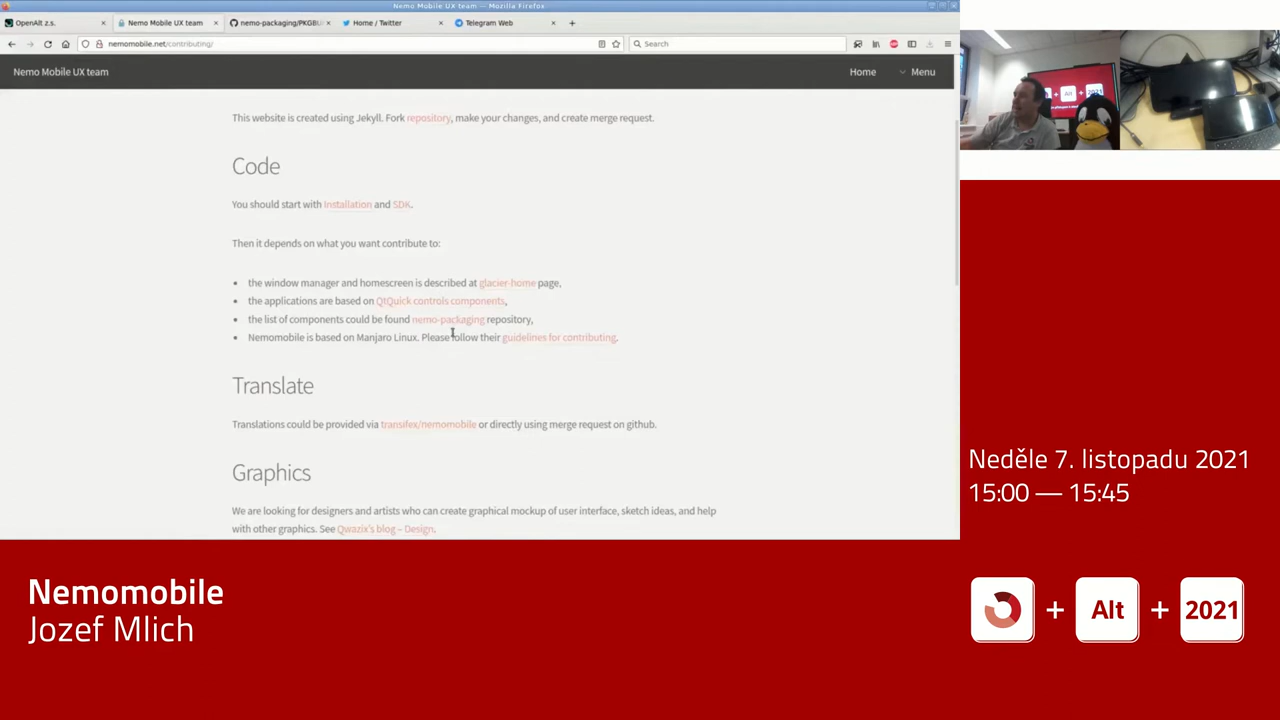 Nemo Mobile UX team — Mozilla Firefox
OpenAlt z.s.
Nemo Mobile UX team
nemo-packaging/PKGBU
Home / Twitter
Telegram Web
nemomobile.net/contributing/
Search
Nemo Mobile UX team
Home
Menu
This website is created using Jekyll. Fork repository, make your changes, and create merge request.
Code
You should start with Installation and SDK.
Then it depends on what you want contribute to:
the window manager and homescreen is described at glacier-home page,
the applications are based on QtQuick controls components,
the list of components could be found nemo-packaging repository,
Nemomobile is based on Manjaro Linux. Please follow their guidelines for contributing.
Translate
Translations could be provided via transifex/nemomobile or directly using merge request on github.
Graphics
We are looking for designers and artists who can create graphical mockup of user interface, sketch ideas, and help
with other graphics. See Qwazix's blog – Design.
+ Alt + 2021
Neděle 7. listopadu 2021
15:00 — 15:45
Nemomobile
Jozef Mlich
+ Alt + 2021